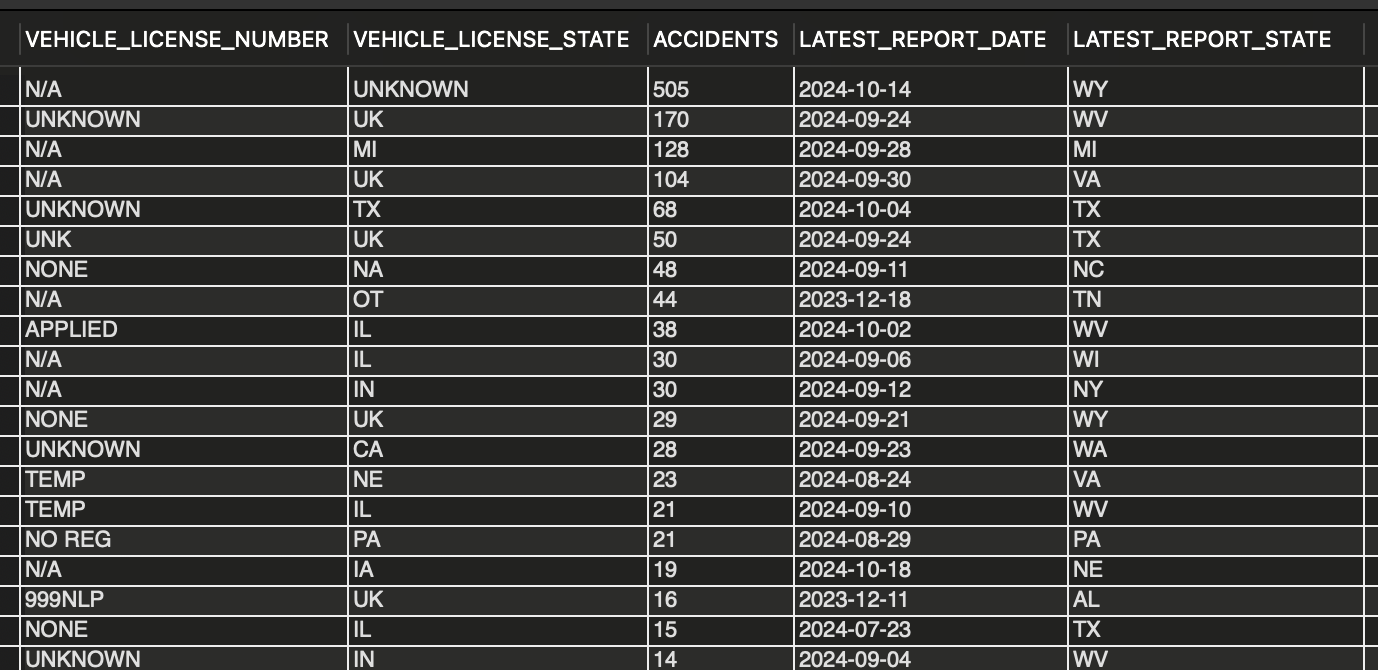 VEHICLE_LICENSE_NUMBER VEHICLE_LICENSE_STATE ACCIDENTS LATEST_REPORT_DATE LATEST_REPORT_STATE
N/A UNKNOWN 505 2024-10-14 WY
UNKNOWN UK 170 2024-09-24 WV
N/A MI 128 2024-09-28 MI
N/A UK 104 2024-09-30 VA
UNKNOWN TX 68 2024-10-04 TX
UNK UK 50 2024-09-24 TX
NONE NA 48 2024-09-11 NC
N/A OT 44 2023-12-18 TN
APPLIED IL 38 2024-10-02 WV
N/A IL 30 2024-09-06 WI
N/A IN 30 2024-09-12 NY
NONE UK 29 2024-09-21 WY
UNKNOWN CA 28 2024-09-23 WA
TEMP NE 23 2024-08-24 VA
TEMP IL 21 2024-09-10 WV
NO REG PA 21 2024-08-29 PA
N/A IA 19 2024-10-18 NE
999NLP UK 16 2023-12-11 AL
NONE IL 15 2024-07-23 TX
UNKNOWN IN 14 2024-09-04 WV